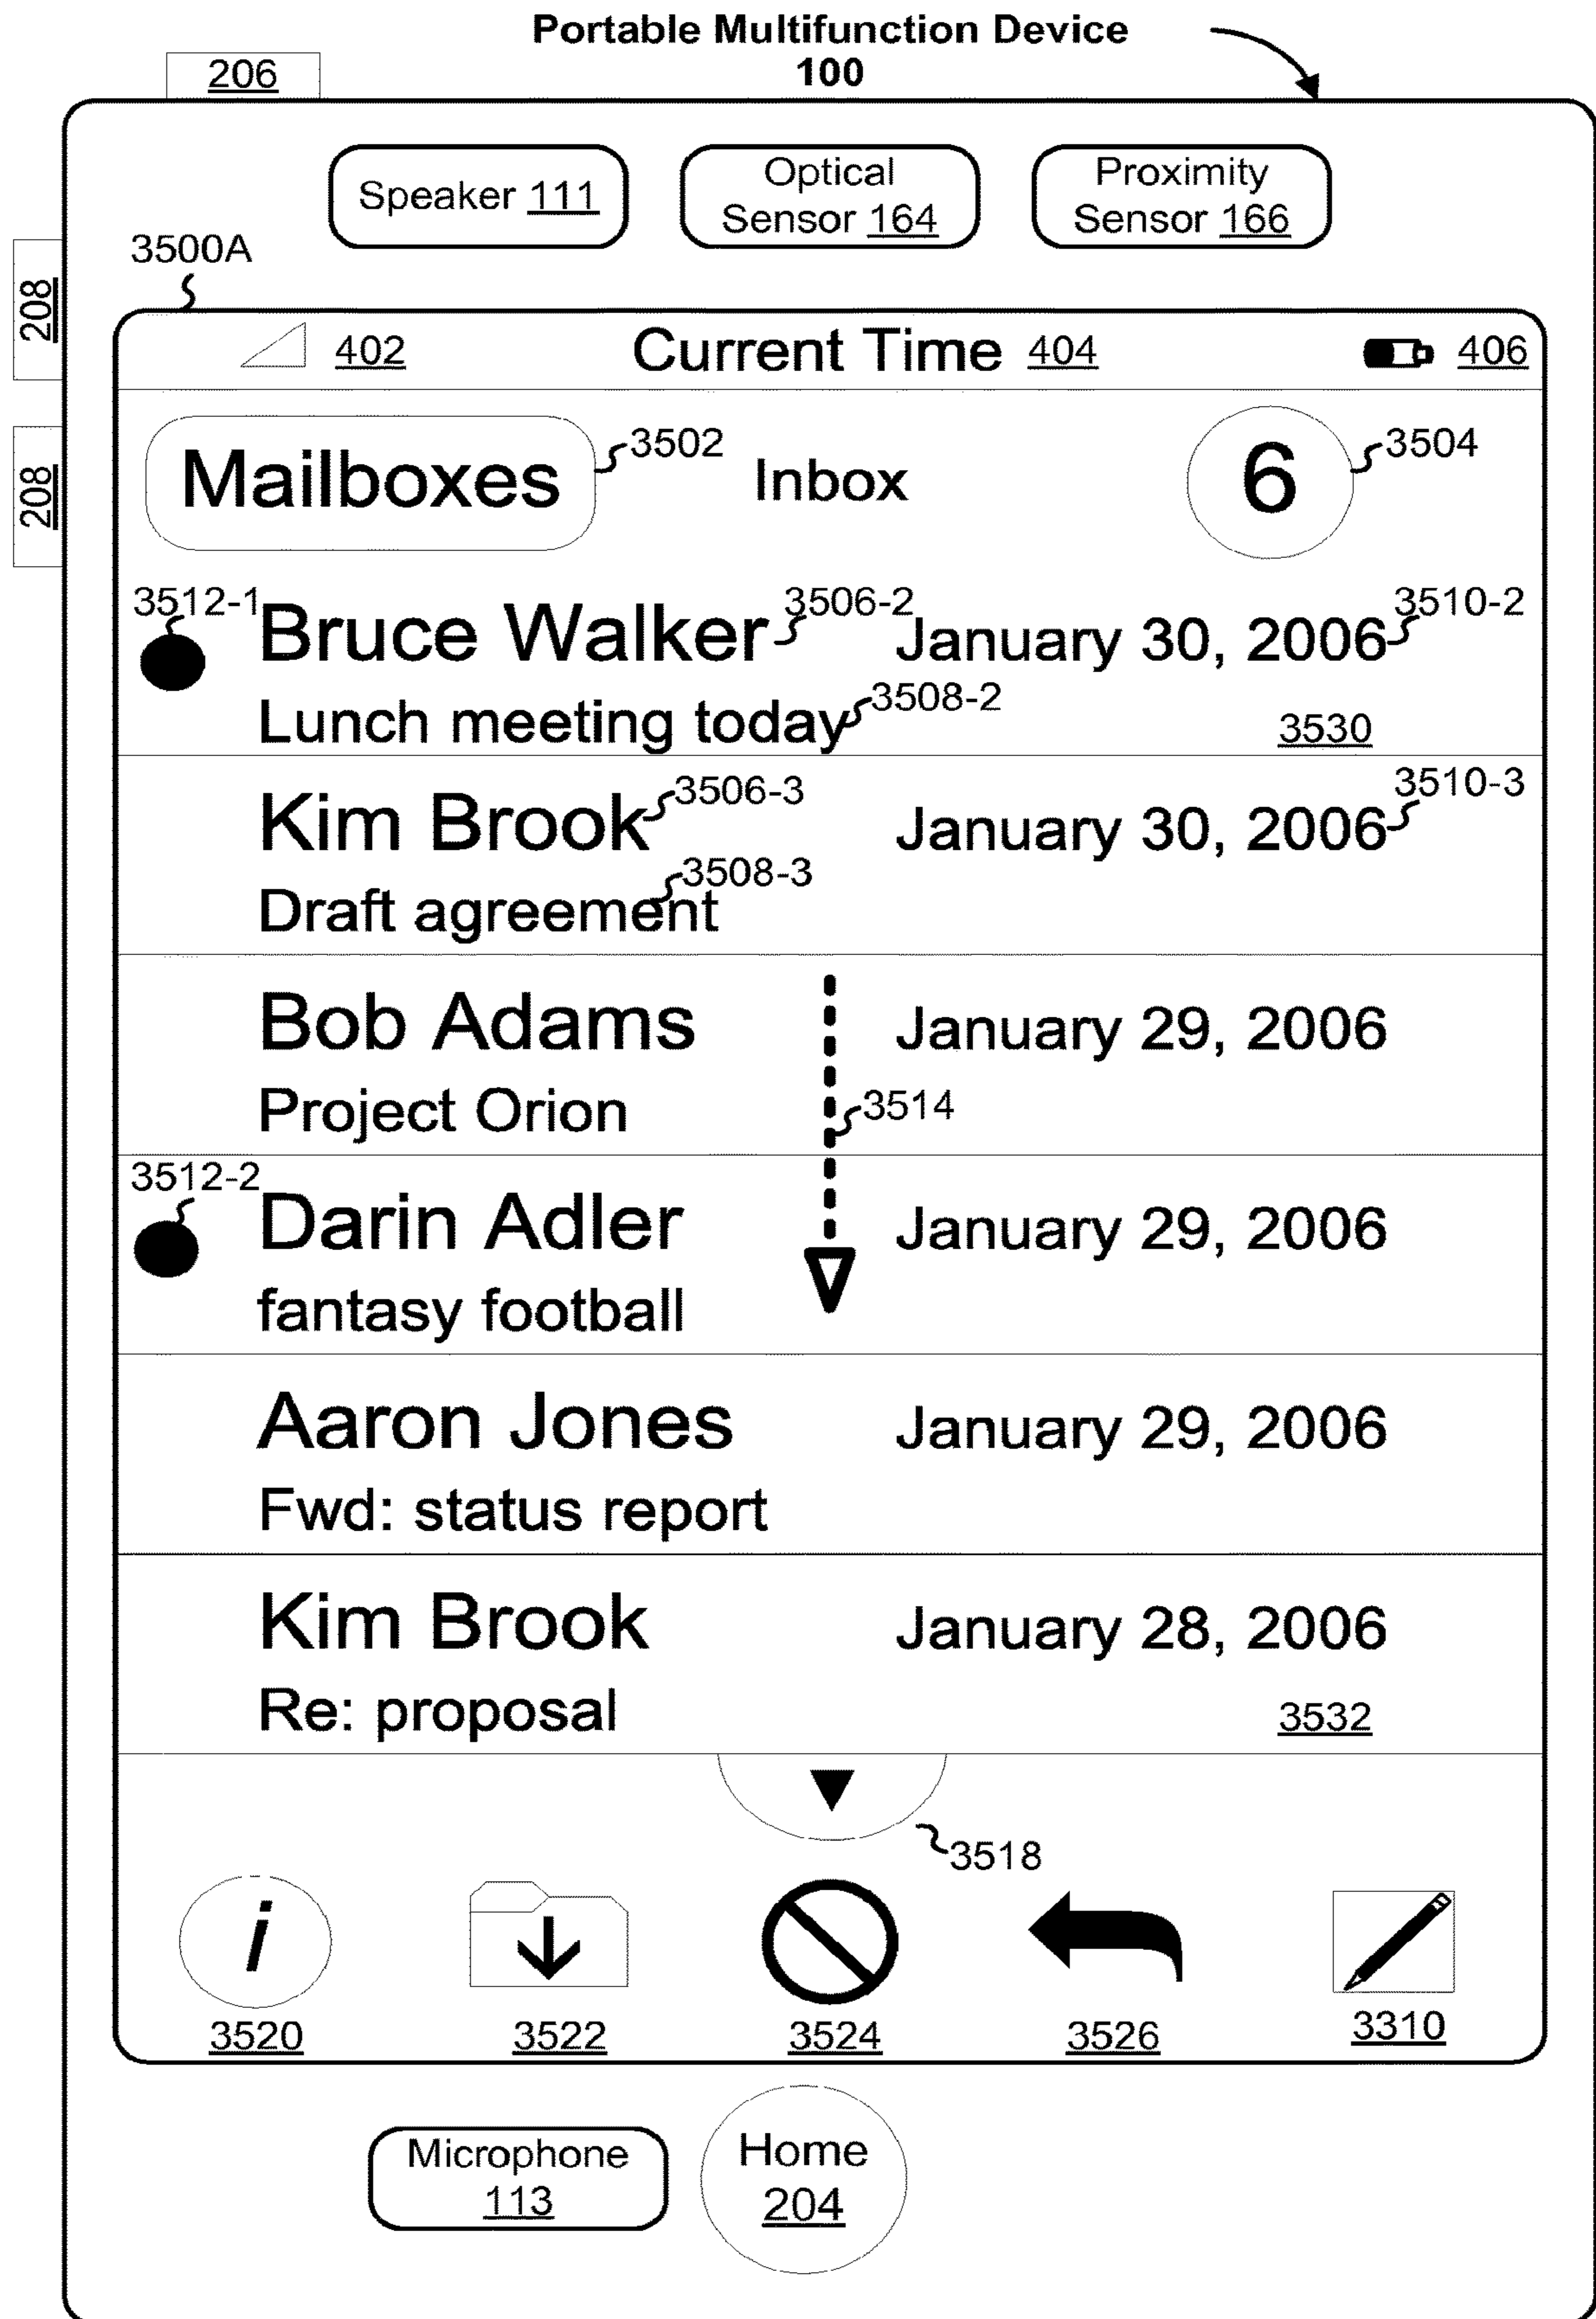 Portable Multifunction Device
100
206
Speaker 111
Optical
Sensor 164
Proximity
Sensor 166
3500A
208
208
402
Current Time 404
406
Mailboxes
3502
Inbox
6
3504
3512-1
Bruce Walker
3506-2
January 30, 2006
3510-2
Lunch meeting today
3508-2
3530
Kim Brook
3506-3
January 30, 2006
3510-3
Draft agreement
3508-3
Bob Adams
January 29, 2006
Project Orion
3514
3512-2
Darin Adler
January 29, 2006
fantasy football
Aaron Jones
January 29, 2006
Fwd: status report
Kim Brook
January 28, 2006
Re: proposal
3532
3518
i
3520
3522
3524
3526
3310
Microphone
113
Home
204